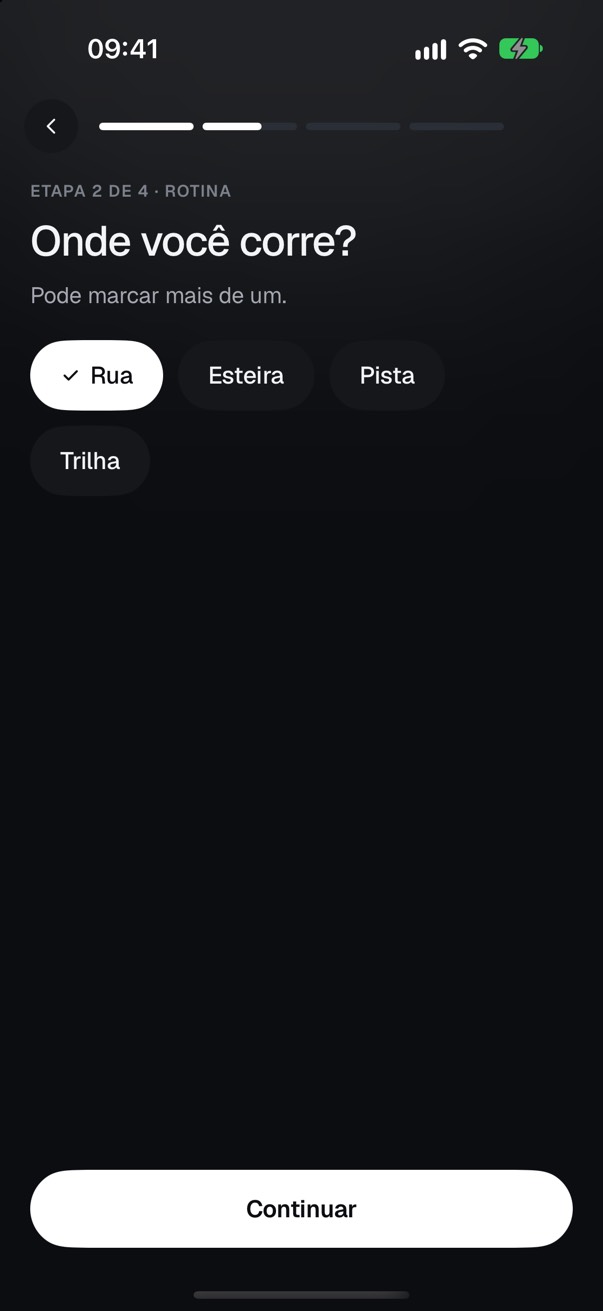 09:41
ETAPA 2 DE 4 · ROTINA
Onde você corre?
Pode marcar mais de um.
Rua Esteira Pista
Trilha
Continuar